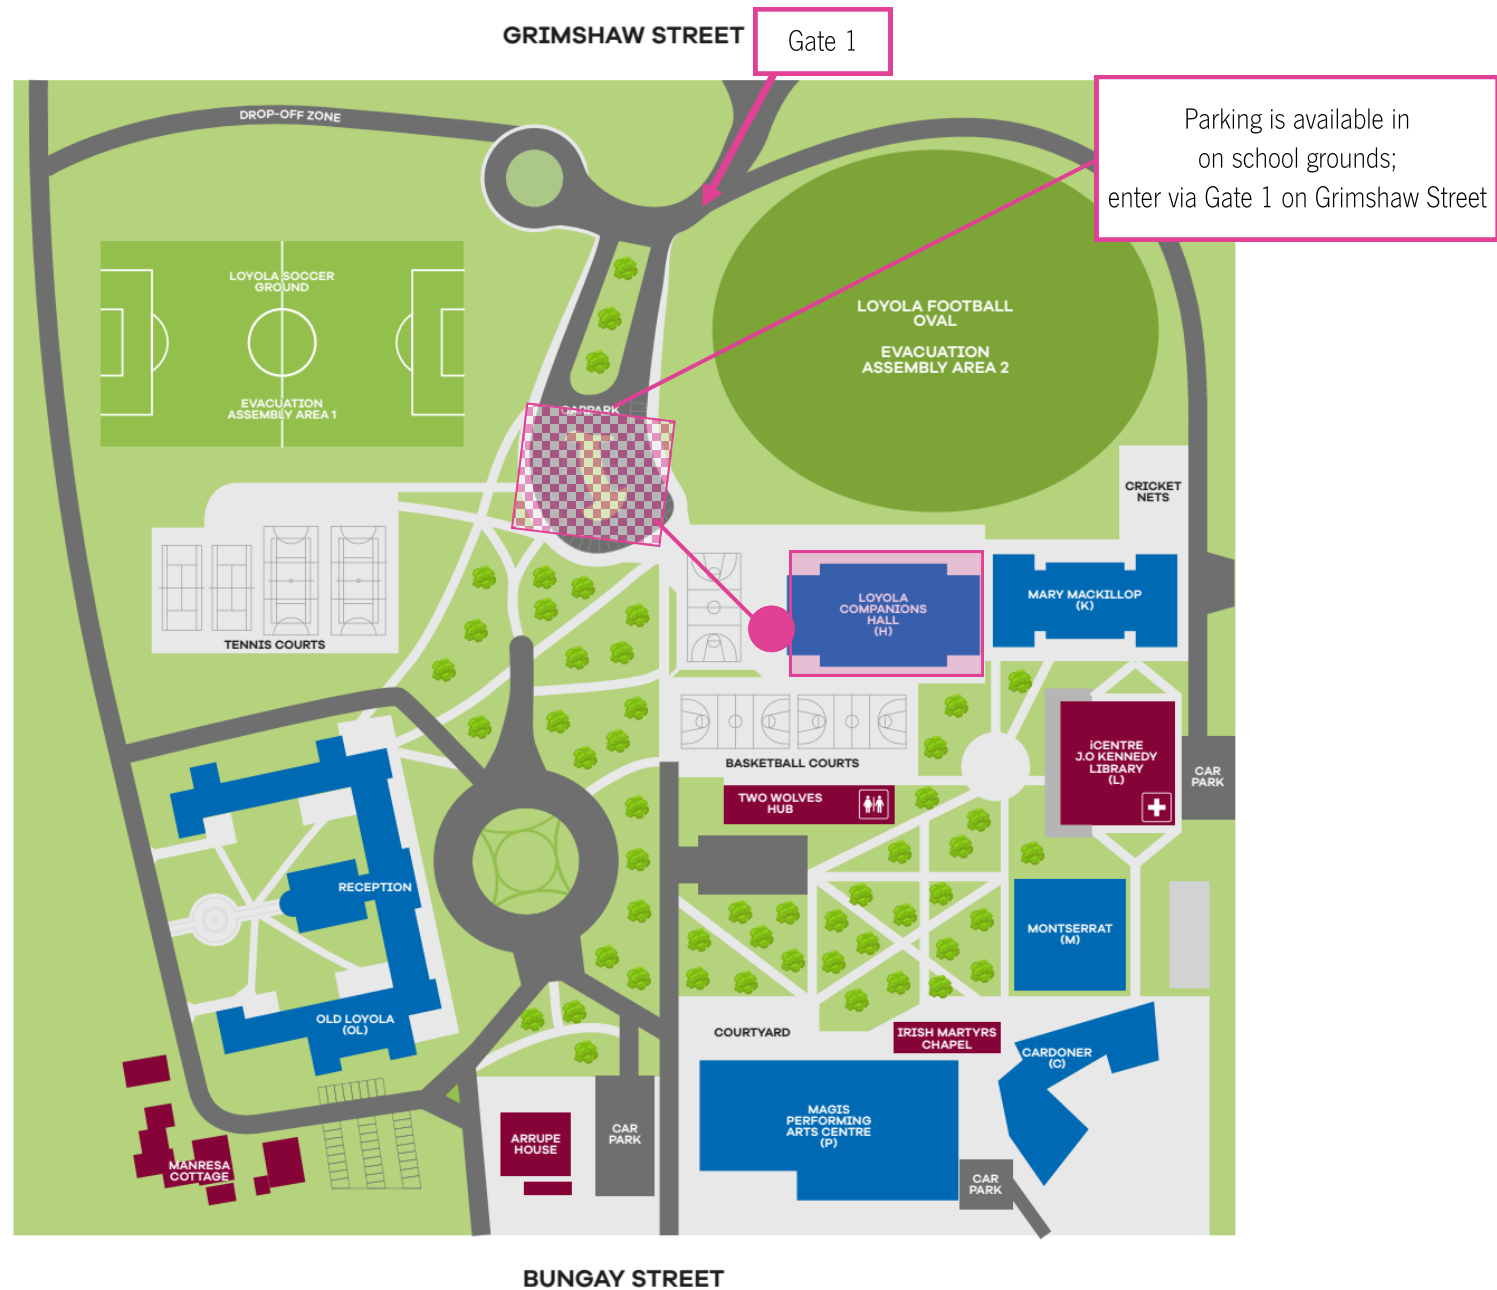 GRIMSHAW STREET
Gate 1
Parking is available in
on school grounds;
enter via Gate 1 on Grimshaw Street
DROP-OFF ZONE
LOYOLA SOCCER
GROUND
EVACUATION
ASSEMBLY AREA 1
LOYOLA FOOTBALL
OVAL
EVACUATION
ASSEMBLY AREA 2
CARPARK
CRICKET
NETS
TENNIS COURTS
LOYOLA
COMPANIONS
HALL
(H)
MARY MACKILLOP
(K)
BASKETBALL COURTS
iCENTRE
J.O KENNEDY
LIBRARY
(L)
CAR
PARK
TWO WOLVES
HUB
RECEPTION
MONTSERRAT
(M)
OLD LOYOLA
(OL)
COURTYARD
IRISH MARTYRS
CHAPEL
CARDONER
(C)
MAGIS
PERFORMING
ARTS CENTRE
(P)
ARRUPE
HOUSE
CAR
PARK
MANRESA
COTTAGE
CAR
PARK
BUNGAY STREET